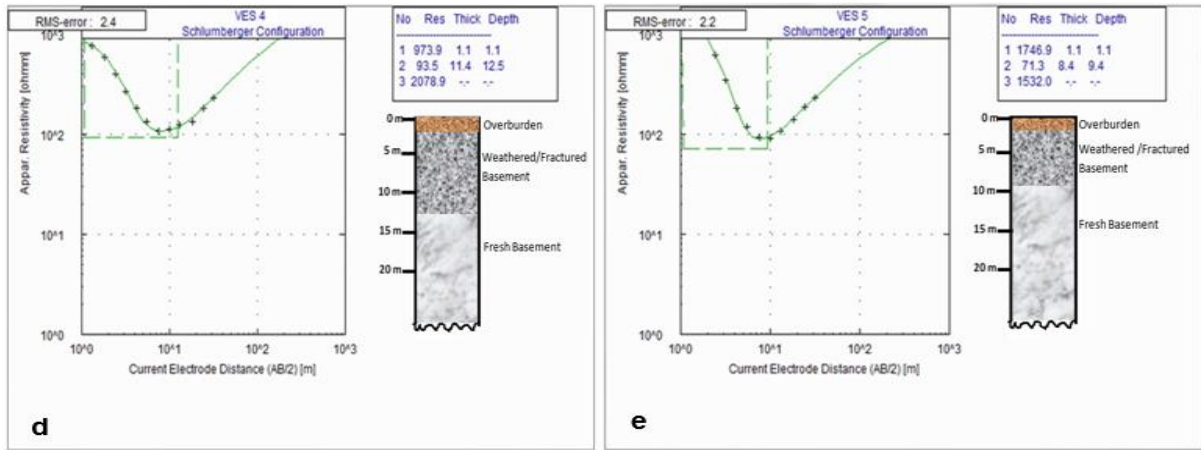 RMS-error : 2.4
VES 4
Schlumberger Configuration
Appar. Resistivity [ohmm]
10^3
10^2
10^1
10^0
10^0 10^1 10^2 10^3
Current Electrode Distance (AB/2) [m]
No Res Thick Depth
1 973.9 1.1 1.1
2 93.5 11.4 12.5
3 2078.9 -.- -.-
0 m
5 m
10 m
15 m
20 m
Overburden
Weathered/Fractured
Basement
Fresh Basement
d
RMS-error : 2.2
VES 5
Schlumberger Configuration
Appar. Resistivity [ohmm]
10^3
10^2
10^1
10^0
10^0 10^1 10^2 10^3
Current Electrode Distance (AB/2) [m]
No Res Thick Depth
1 1746.9 1.1 1.1
2 71.3 8.4 9.4
3 1532.0 -.- -.-
0 m
5 m
10 m
15 m
20 m
Overburden
Weathered /Fractured
Basement
Fresh Basement
e